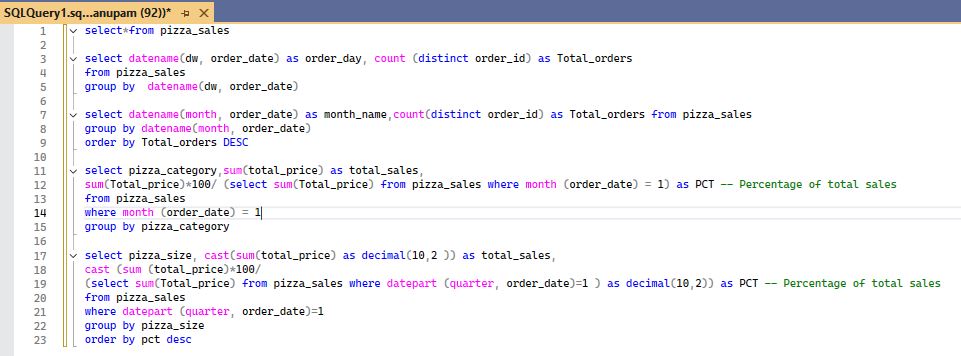 SQLQuery1.sq...anupam (92))*
1 select*from pizza_sales
2
3 select datename(dw, order_date) as order_day, count (distinct order_id) as Total_orders
4 from pizza_sales
5 group by  datename(dw, order_date)
6
7 select datename(month, order_date) as month_name,count(distinct order_id) as Total_orders from pizza_sales
8 group by datename(month, order_date)
9 order by Total_orders DESC
10
11 select pizza_category,sum(total_price) as total_sales,
12 sum(Total_price)*100/ (select sum(Total_price) from pizza_sales where month (order_date) = 1) as PCT -- Percentage of total sales
13 from pizza_sales
14 where month (order_date) = 1
15 group by pizza_category
16
17 select pizza_size, cast(sum(total_price) as decimal(10,2 )) as total_sales,
18 cast (sum (total_price)*100/
19 (select sum(Total_price) from pizza_sales where datepart (quarter, order_date)=1 ) as decimal(10,2)) as PCT -- Percentage of total sales
20 from pizza_sales
21 where datepart (quarter, order_date)=1
22 group by pizza_size
23 order by pct desc